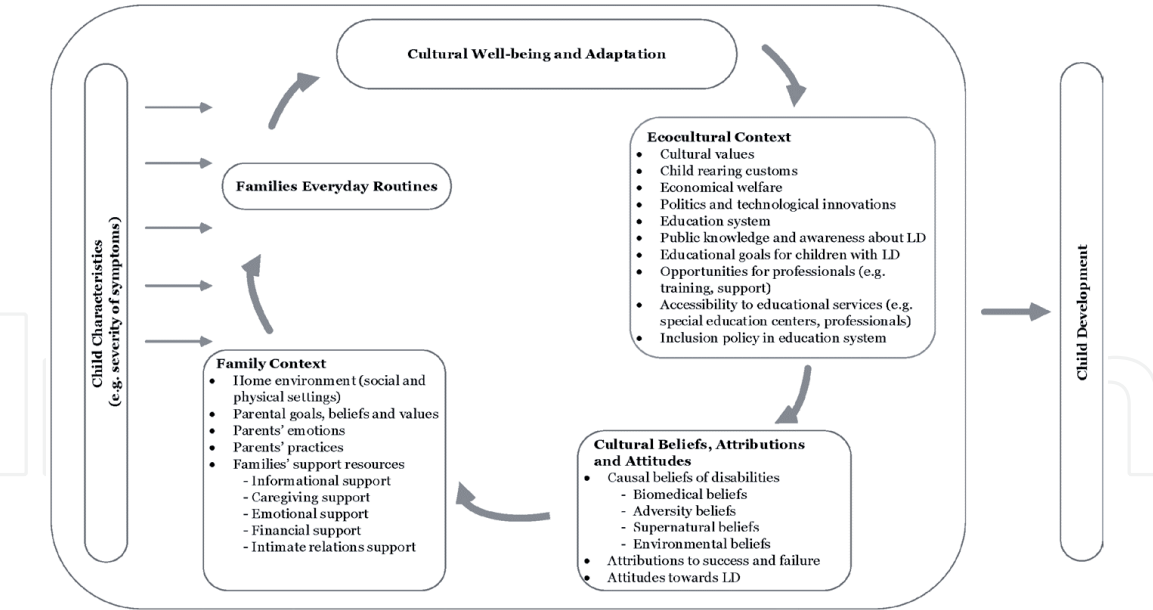 Cultural Well-being and Adaptation
Child Characteristics
(e.g. severity of symptoms)
Families Everyday Routines
Ecocultural Context
• Cultural values
• Child rearing customs
• Economical welfare
• Politics and technological innovations
• Education system
• Public knowledge and awareness about LD
• Educational goals for children with LD
• Opportunities for professionals (e.g.
training, support)
• Accessibility to educational services (e.g.
special education centers, professionals)
• Inclusion policy in education system
Family Context
• Home environment (social and
physical settings)
• Parental goals, beliefs and values
• Parents' emotions
• Parents' practices
• Families' support resources
- Informational support
- Caregiving support
- Emotional support
- Financial support
- Intimate relations support
Cultural Beliefs, Attributions
and Attitudes
• Causal beliefs of disabilities
- Biomedical beliefs
- Adversity beliefs
- Supernatural beliefs
- Environmental beliefs
• Attributions to success and failure
• Attitudes towards LD
Child Development